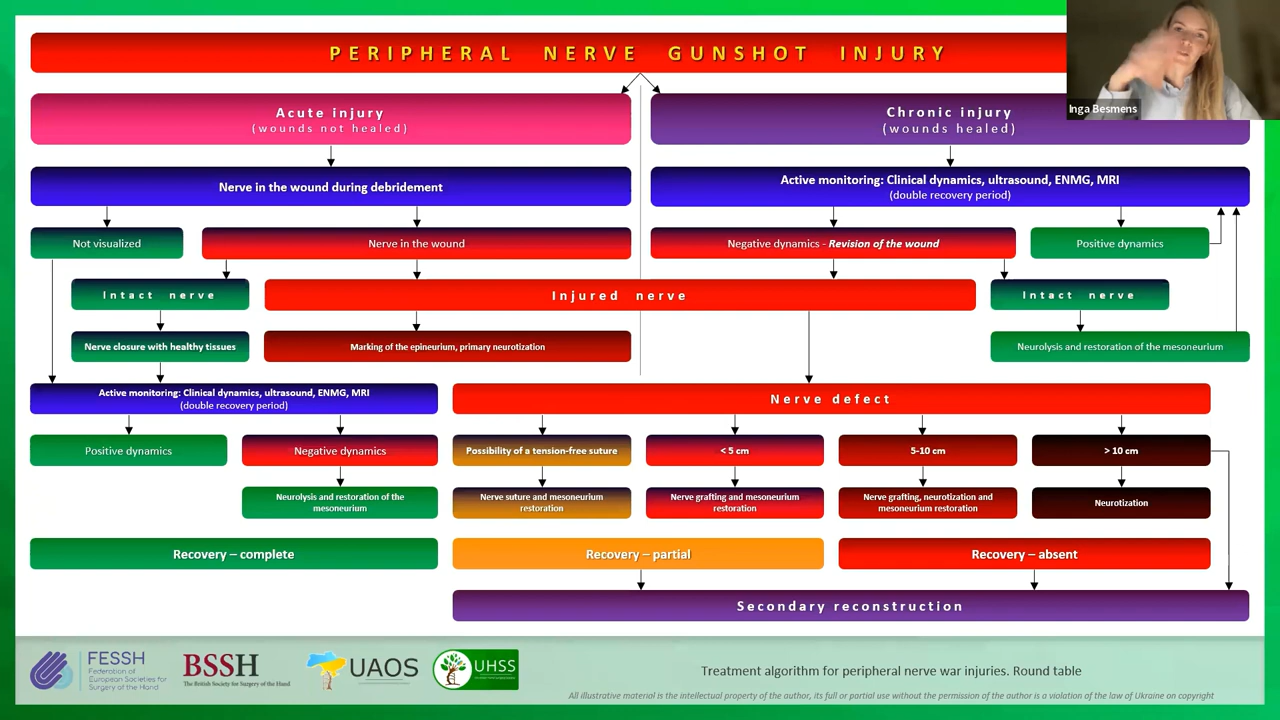 PERIPHERAL NERVE GUNSHOT INJURY
Inga Besmens
Acute injury
(wounds not healed)
Chronic injury
(wounds healed)
Nerve in the wound during debridement
Active monitoring: Clinical dynamics, ultrasound, ENMG, MRI
(double recovery period)
Not visualized
Nerve in the wound
Negative dynamics - Revision of the wound
Positive dynamics
Intact nerve
Injured nerve
Intact nerve
Nerve closure with healthy tissues
Marking of the epineurium, primary neurotization
Neurolysis and restoration of the mesoneurium
Active monitoring: Clinical dynamics, ultrasound, ENMG, MRI
(double recovery period)
Nerve defect
Positive dynamics
Negative dynamics
Possibility of a tension-free suture
< 5 cm
5-10 cm
> 10 cm
Neurolysis and restoration of the
mesoneurium
Nerve suture and mesoneurium
restoration
Nerve grafting and mesoneurium
restoration
Nerve grafting, neurotization and
mesoneurium restoration
Neurotization
Recovery – complete
Recovery – partial
Recovery – absent
Secondary reconstruction
FESSH
Federation of
European Societies for
Surgery of the Hand
BSSH
The British Society for Surgery of the Hand
UAOS
UHSS
Treatment algorithm for peripheral nerve war injuries. Round table
All illustrative material is the intellectual property of the author, its full or partial use without the permission of the author is a violation of the law of Ukraine on copyright